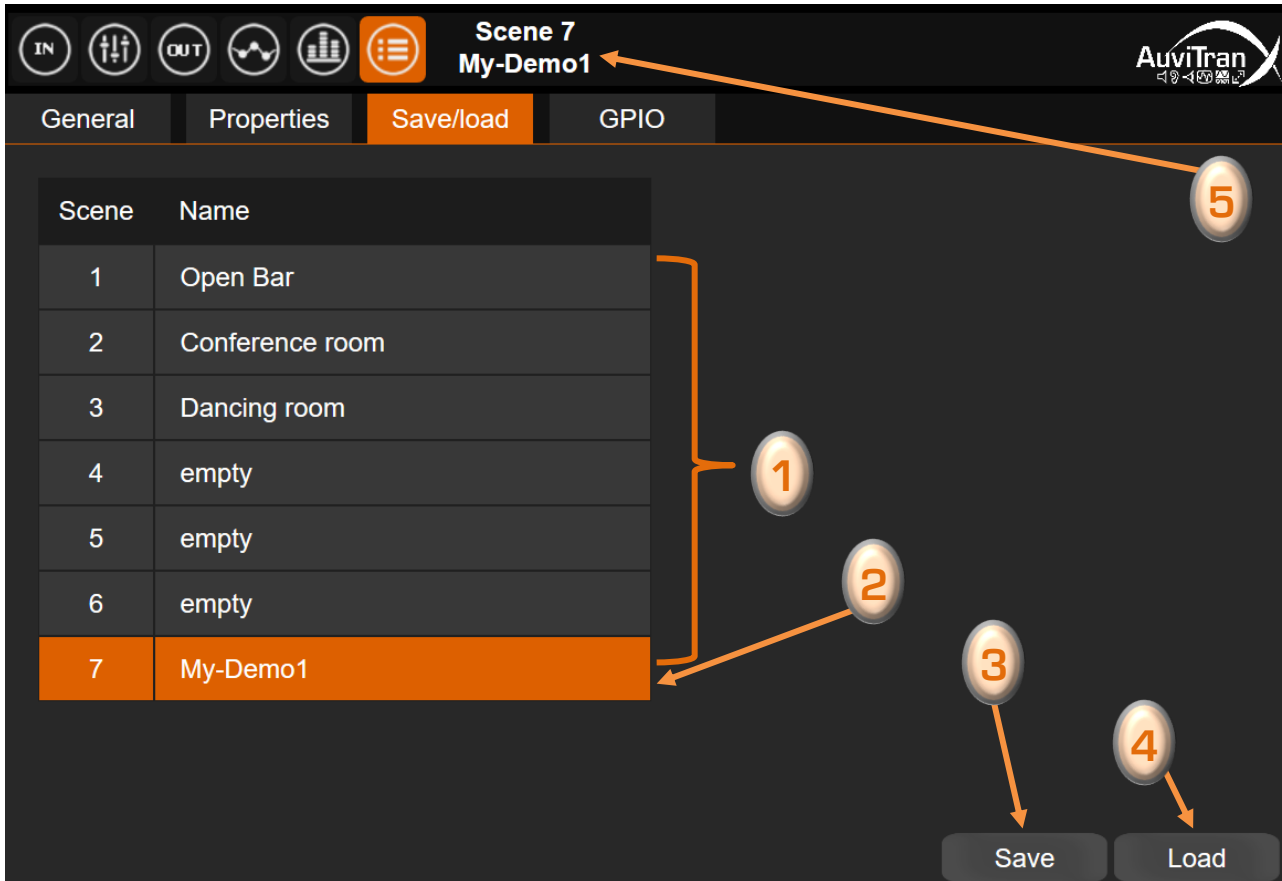 IN
OUT
Scene 7
My-Demo1
AuviTran
General Properties Save/load GPIO
5
Scene Name
1 Open Bar
2 Conference room
3 Dancing room
4 empty
1
5 empty
2
6 empty
7 My-Demo1
3
4
Save Load